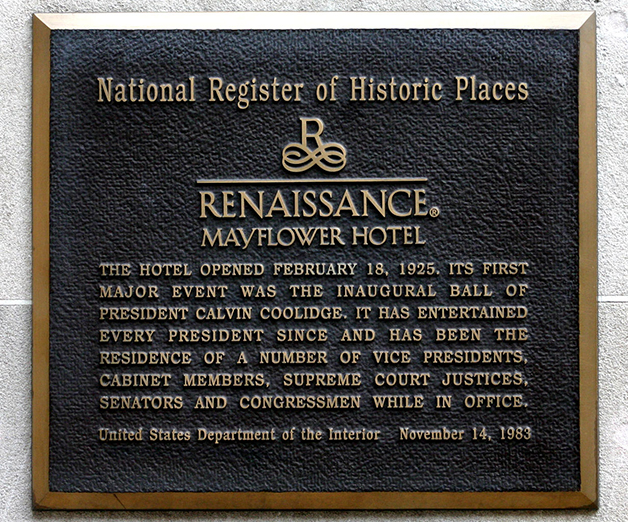 National Register of Historic Places
R
RENAISSANCE®
MAYFLOWER HOTEL
THE HOTEL OPENED FEBRUARY 18, 1925. ITS FIRST
MAJOR EVENT WAS THE INAUGURAL BALL OF
PRESIDENT CALVIN COOLIDGE. IT HAS ENTERTAINED
EVERY PRESIDENT SINCE AND HAS BEEN THE
RESIDENCE OF A NUMBER OF VICE PRESIDENTS,
CABINET MEMBERS, SUPREME COURT JUSTICES,
SENATORS AND CONGRESSMEN WHILE IN OFFICE.
United States Department of the Interior November 14, 1983